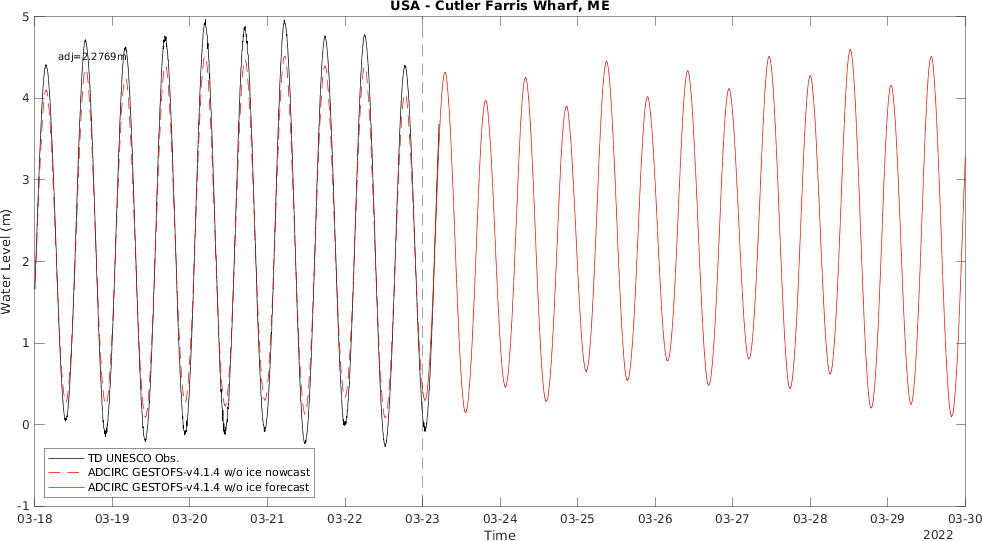 USA - Cutler Farris Wharf, ME
5
4
3
2
1
0
-1
Water Level (m)
adj=2.2769m
TD UNESCO Obs.
ADCIRC GESTOFS-v4.1.4 w/o ice nowcast
ADCIRC GESTOFS-v4.1.4 w/o ice forecast
03-18 03-19 03-20 03-21 03-22 03-23 03-24 03-25 03-26 03-27 03-28 03-29 03-30
Time
2022